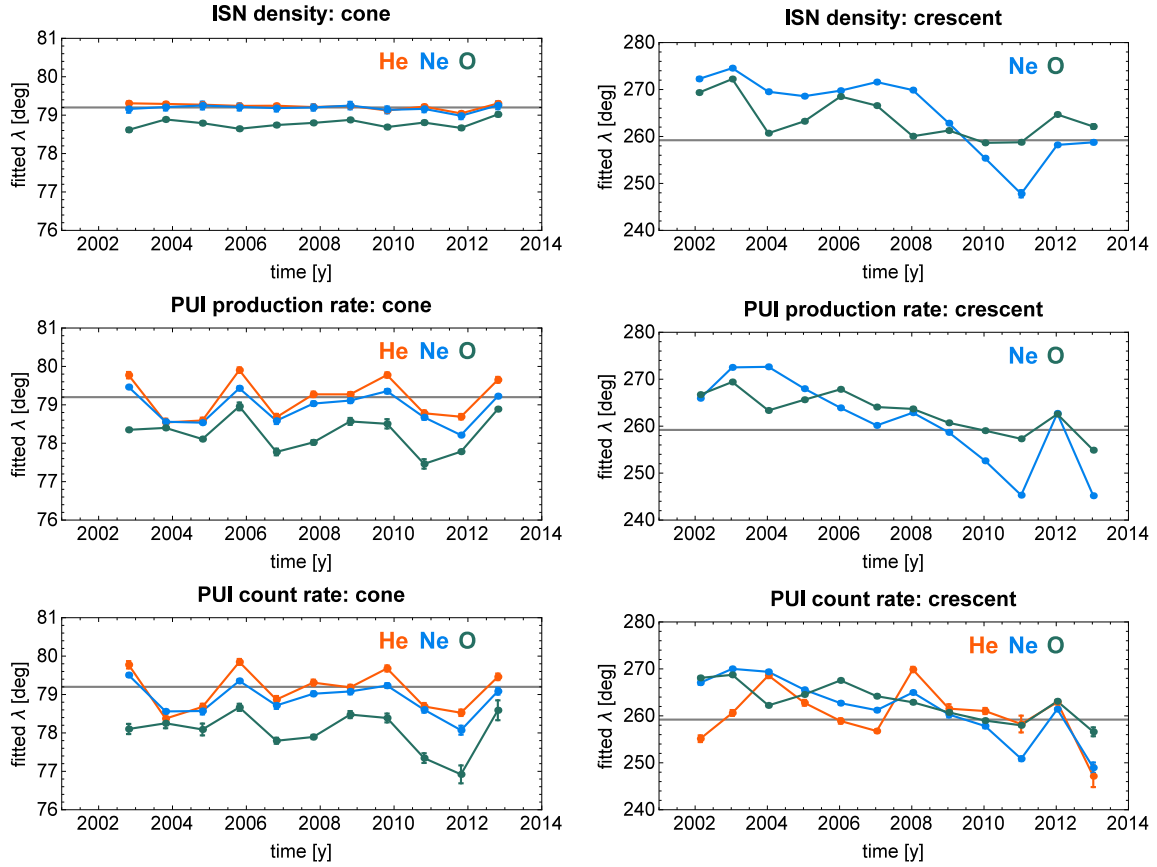 ISN density: cone
81
80
79
78
77
76
fitted λ [deg]
He Ne O
2002 2004 2006 2008 2010 2012 2014
time [y]
ISN density: crescent
280
270
260
250
240
fitted λ [deg]
Ne O
2002 2004 2006 2008 2010 2012 2014
time [y]
PUI production rate: cone
81
80
79
78
77
76
fitted λ [deg]
He Ne O
2002 2004 2006 2008 2010 2012 2014
time [y]
PUI production rate: crescent
280
270
260
250
240
fitted λ [deg]
Ne O
2002 2004 2006 2008 2010 2012 2014
time [y]
PUI count rate: cone
81
80
79
78
77
76
fitted λ [deg]
He Ne O
2002 2004 2006 2008 2010 2012 2014
time [y]
PUI count rate: crescent
280
270
260
250
240
fitted λ [deg]
He Ne O
2002 2004 2006 2008 2010 2012 2014
time [y]